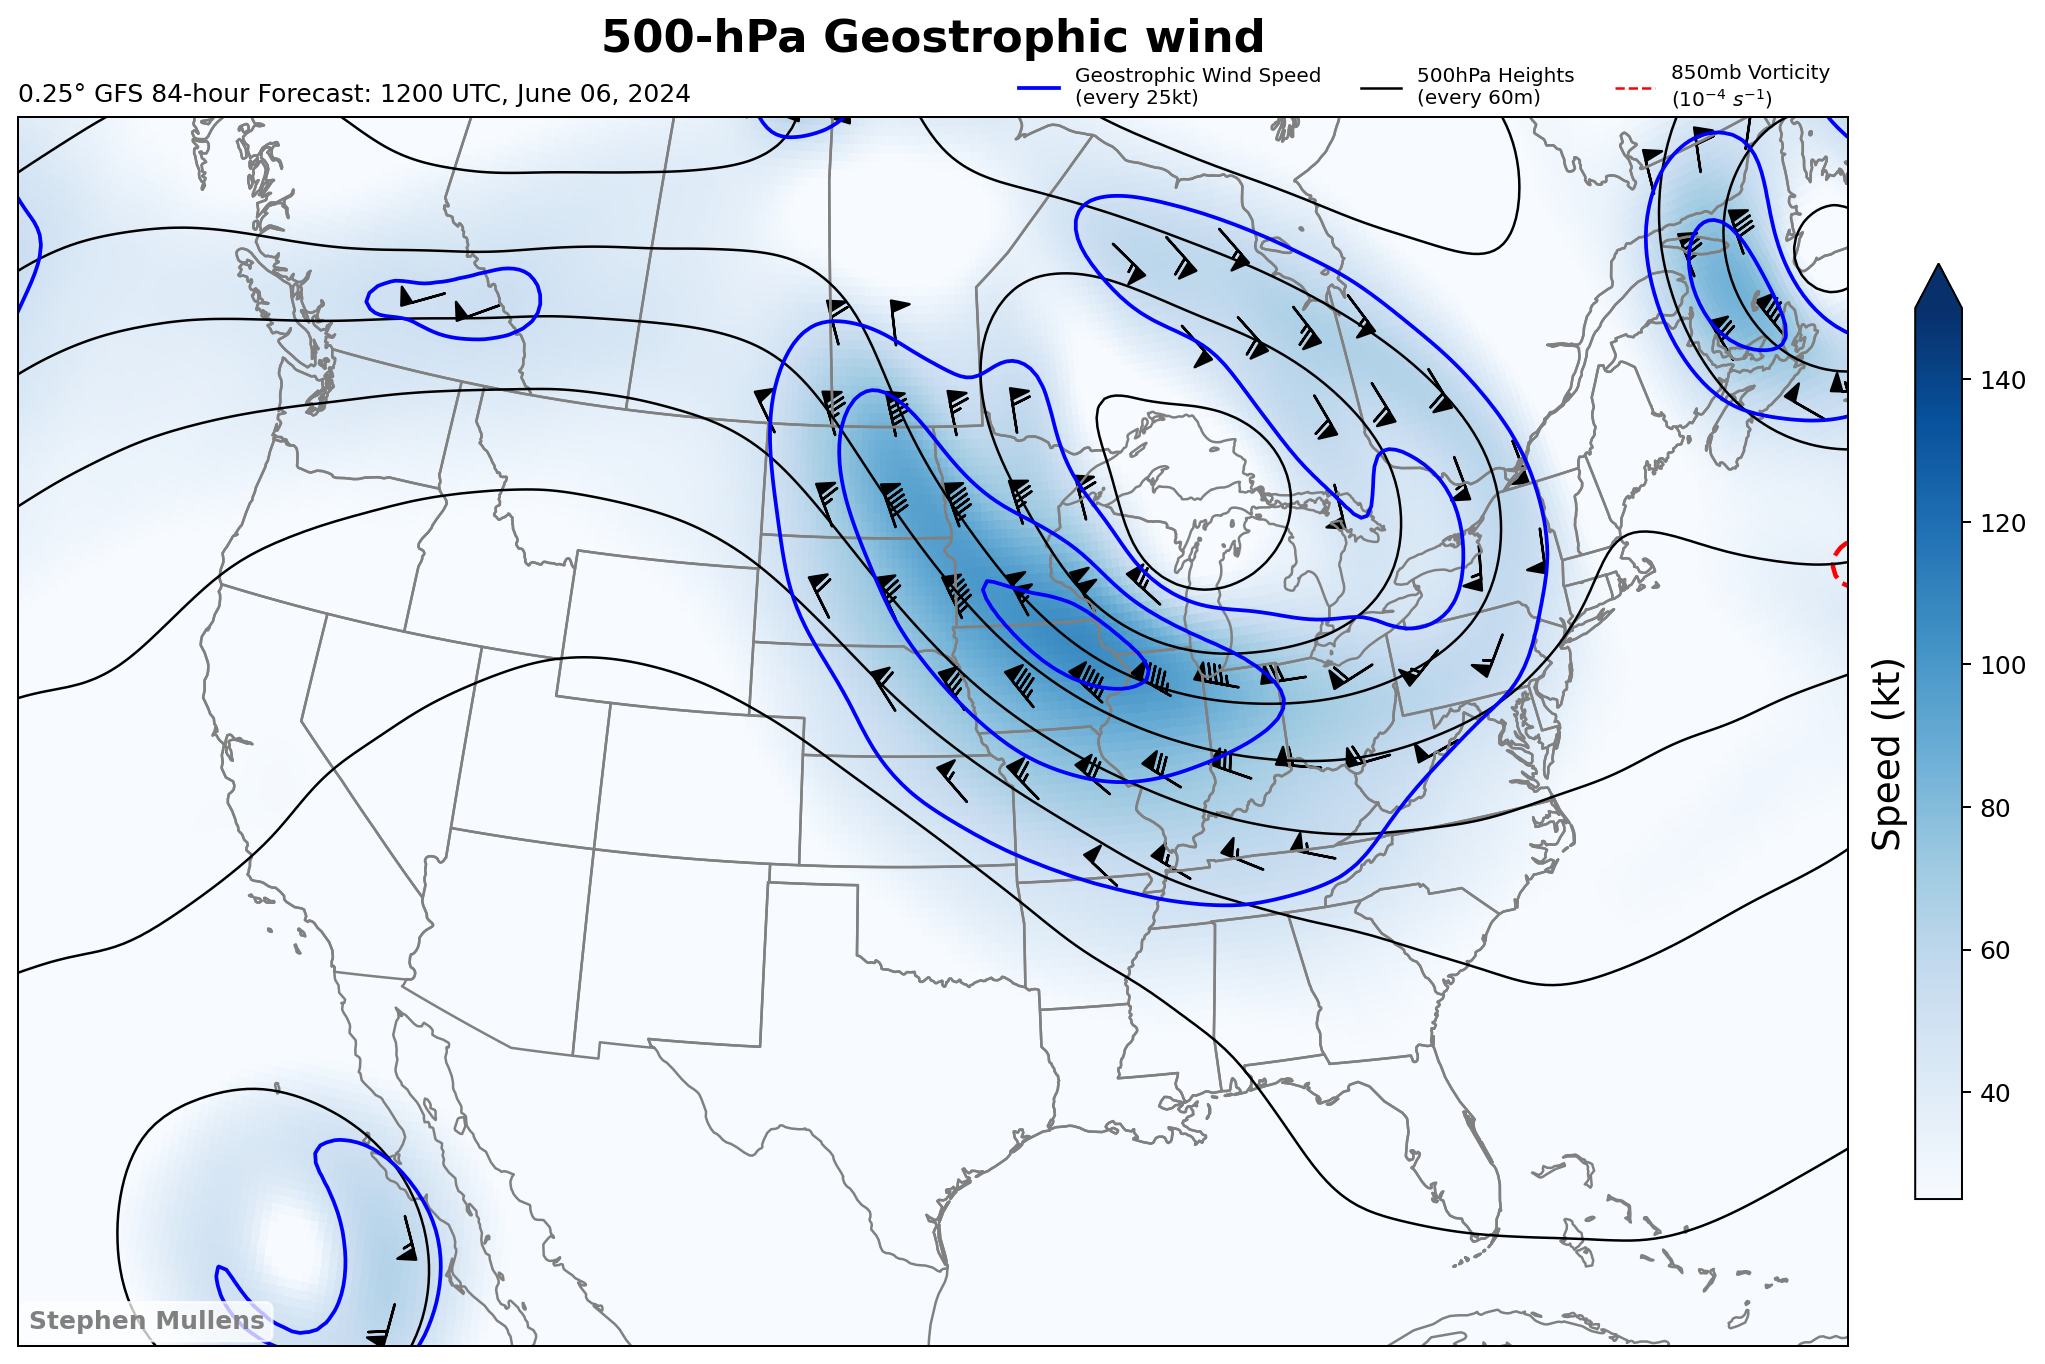 500-hPa Geostrophic wind
0.25° GFS 84-hour Forecast: 1200 UTC, June 06, 2024
Geostrophic Wind Speed
(every 25kt)
500hPa Heights
(every 60m)
850mb Vorticity
(10⁻⁴ s⁻¹)
140
120
100
80
60
40
Speed (kt)
Stephen Mullens